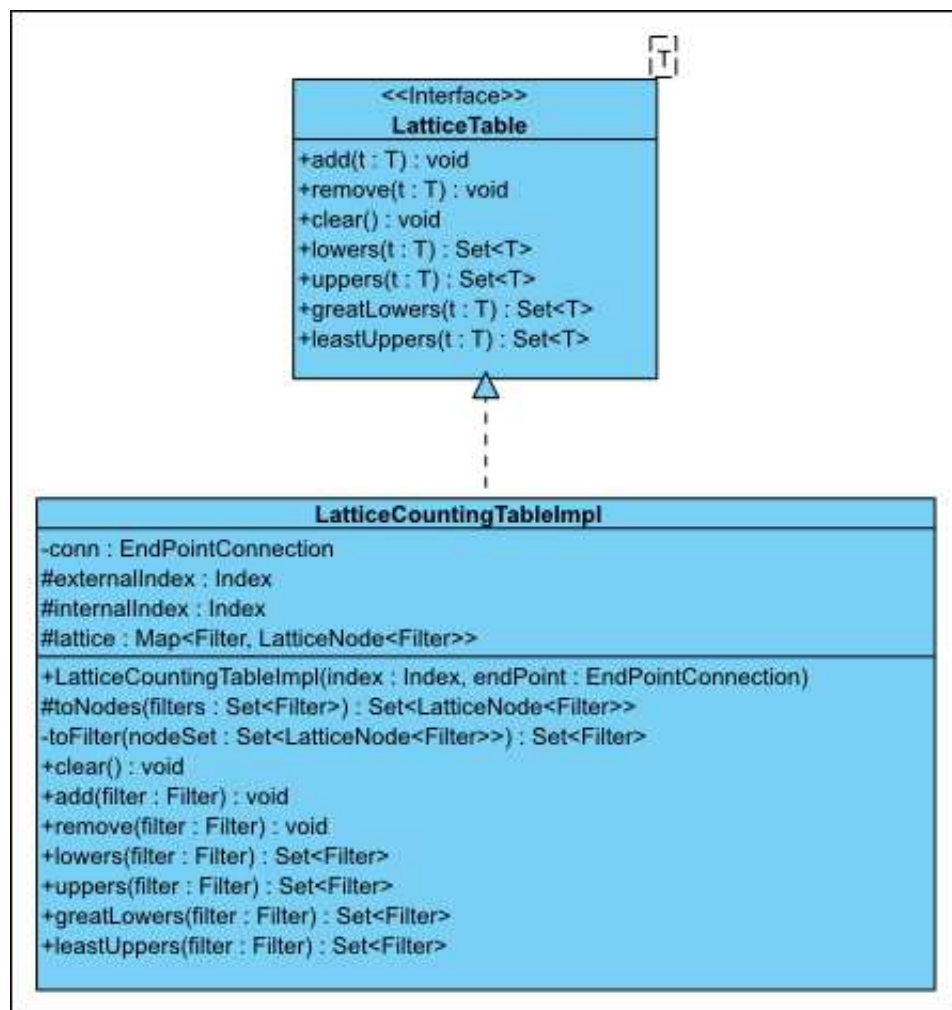 T
<<Interface>>
LatticeTable
+add(t : T) : void
+remove(t : T) : void
+clear() : void
+lowers(t : T) : Set<T>
+uppers(t : T) : Set<T>
+greatLowers(t : T) : Set<T>
+leastUppers(t : T) : Set<T>
LatticeCountingTableImpl
-conn : EndPointConnection
#externalIndex : Index
#internalIndex : Index
#lattice : Map<Filter, LatticeNode<Filter>>
+LatticeCountingTableImpl(index : Index, endPoint : EndPointConnection)
#toNodes(filters : Set<Filter>) : Set<LatticeNode<Filter>>
-toFilter(nodeSet : Set<LatticeNode<Filter>>) : Set<Filter>
+clear() : void
+add(filter : Filter) : void
+remove(filter : Filter) : void
+lowers(filter : Filter) : Set<Filter>
+uppers(filter : Filter) : Set<Filter>
+greatLowers(filter : Filter) : Set<Filter>
+leastUppers(filter : Filter) : Set<Filter>